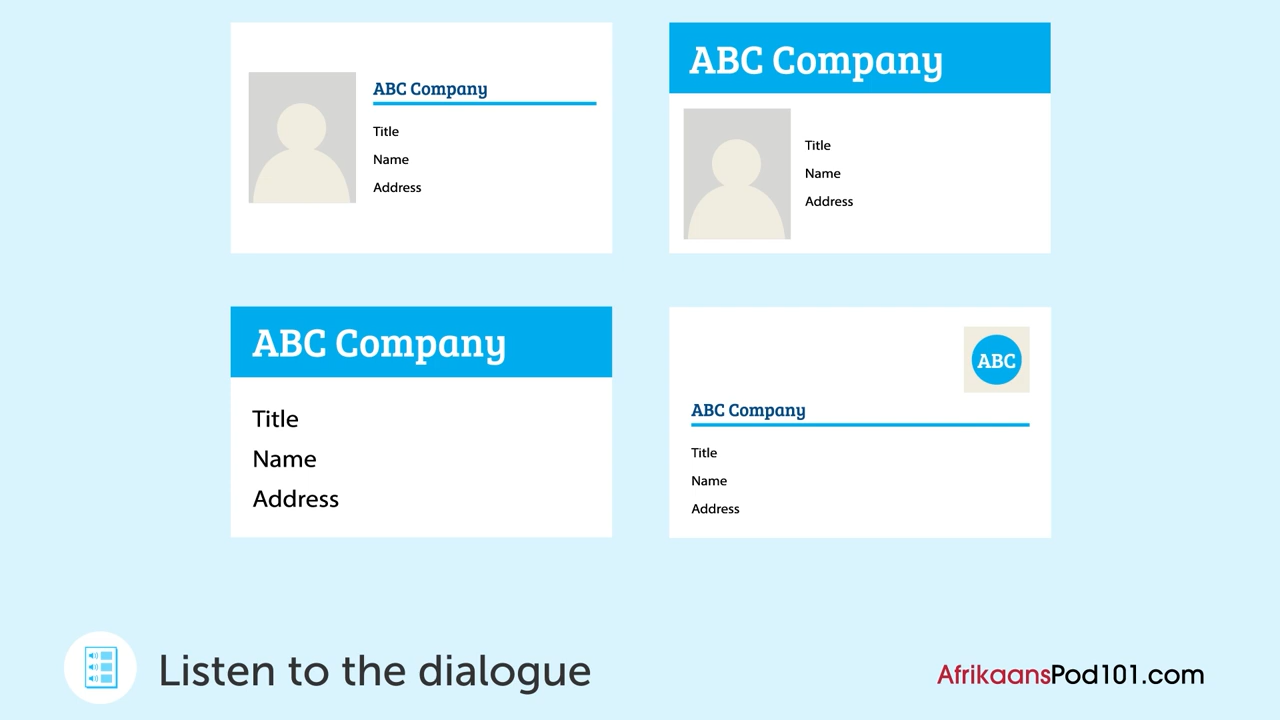 ABC Company
Title
Name
Address
ABC Company
Title
Name
Address
ABC Company
Title
Name
Address
ABC
ABC Company
Title
Name
Address
Listen to the dialogue
AfrikaansPod101.com